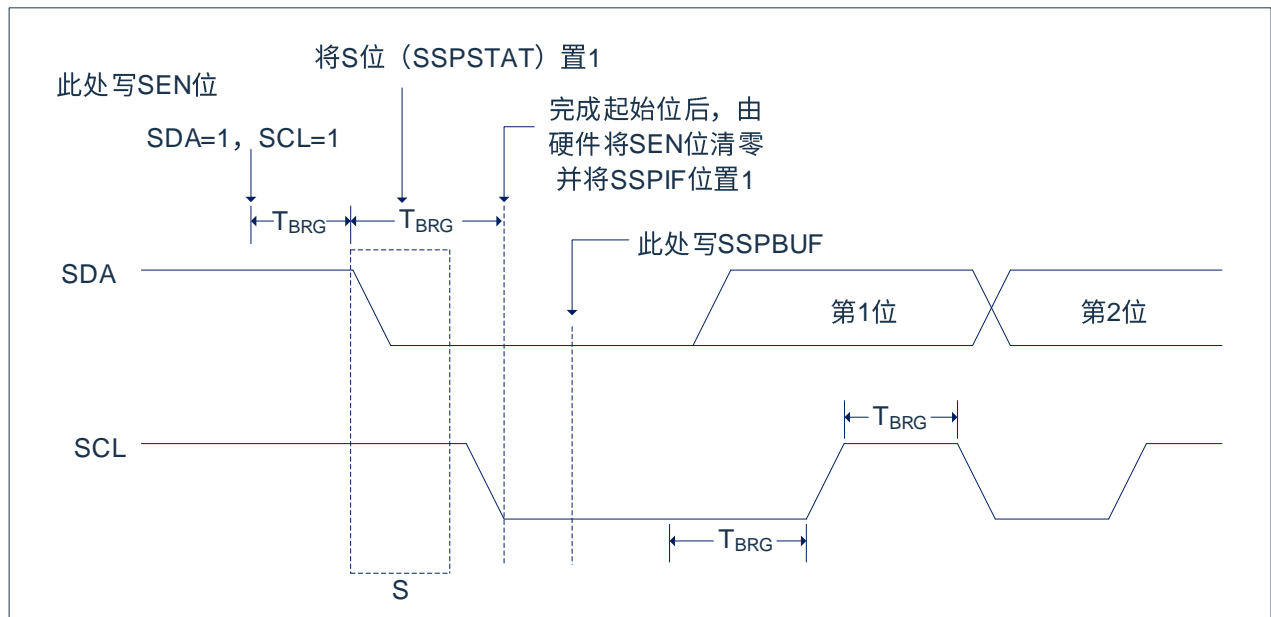 将S位（SSPSTAT）置1
此处写SEN位
SDA=1，SCL=1
完成起始位后，由
硬件将SEN位清零
并将SSPIF位置1
TBRG
TBRG
此处写SSPBUF
SDA
第1位
第2位
TBRG
SCL
TBRG
S